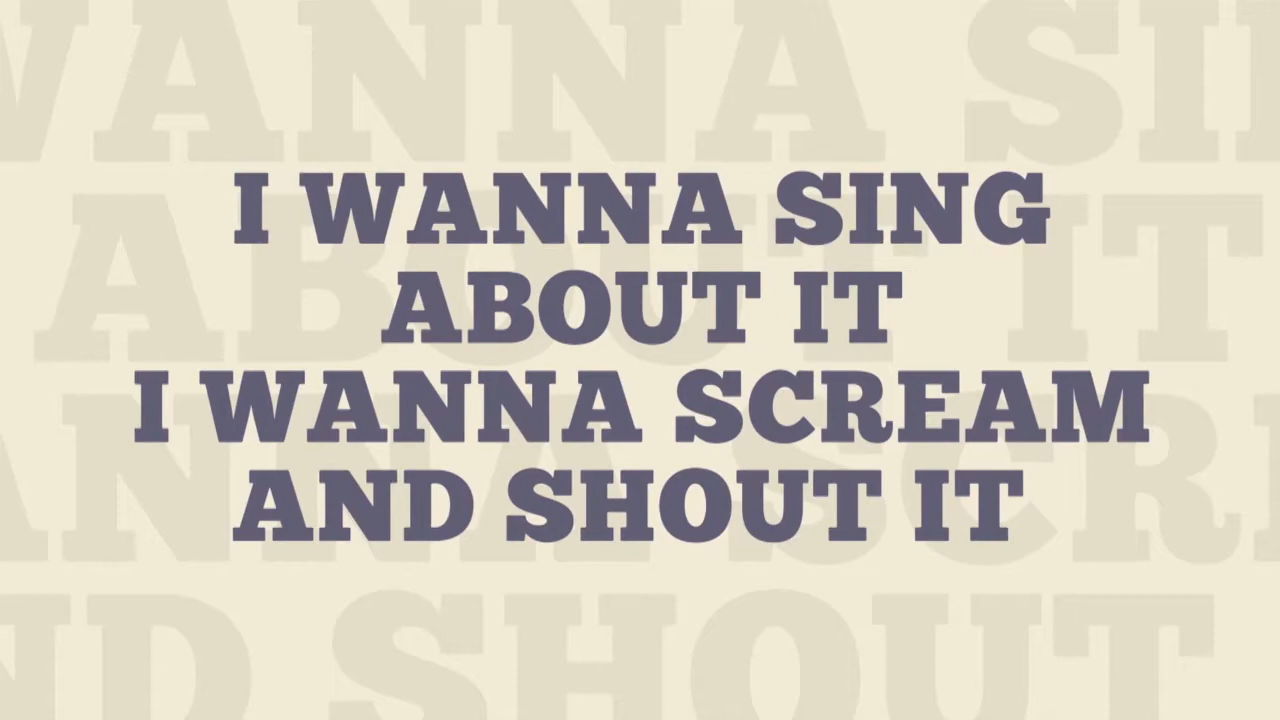 I WANNA SING
ABOUT IT
I WANNA SCREAM
AND SHOUT IT